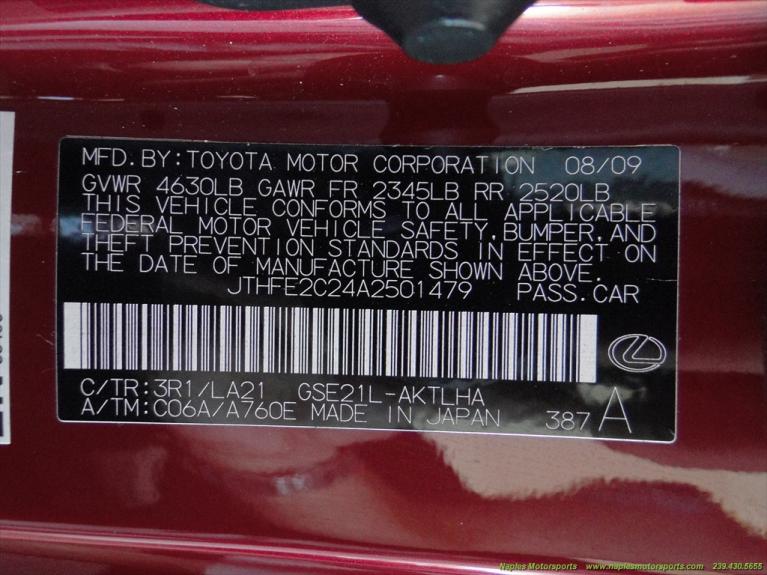 MFD.BY:TOYOTA MOTOR CORPORATION 08/09
GVWR 4630LB GAWR FR 2345LB RR 2520LB
THIS VEHICLE CONFORMS TO ALL APPLICABLE
FEDERAL MOTOR VEHICLE SAFETY,BUMPER,AND
THEFT PREVENTION STANDARDS IN EFFECT ON
THE DATE OF MANUFACTURE SHOWN ABOVE.
JTHFE2C24A2501479 PASS.CAR
C/TR:3R1/LA21 GSE21L-AKTLHA
A/TM:C06A/A760E MADE IN JAPAN 387 A
Naples Motorsports www.naplesmotorsports.com 239.430.5655